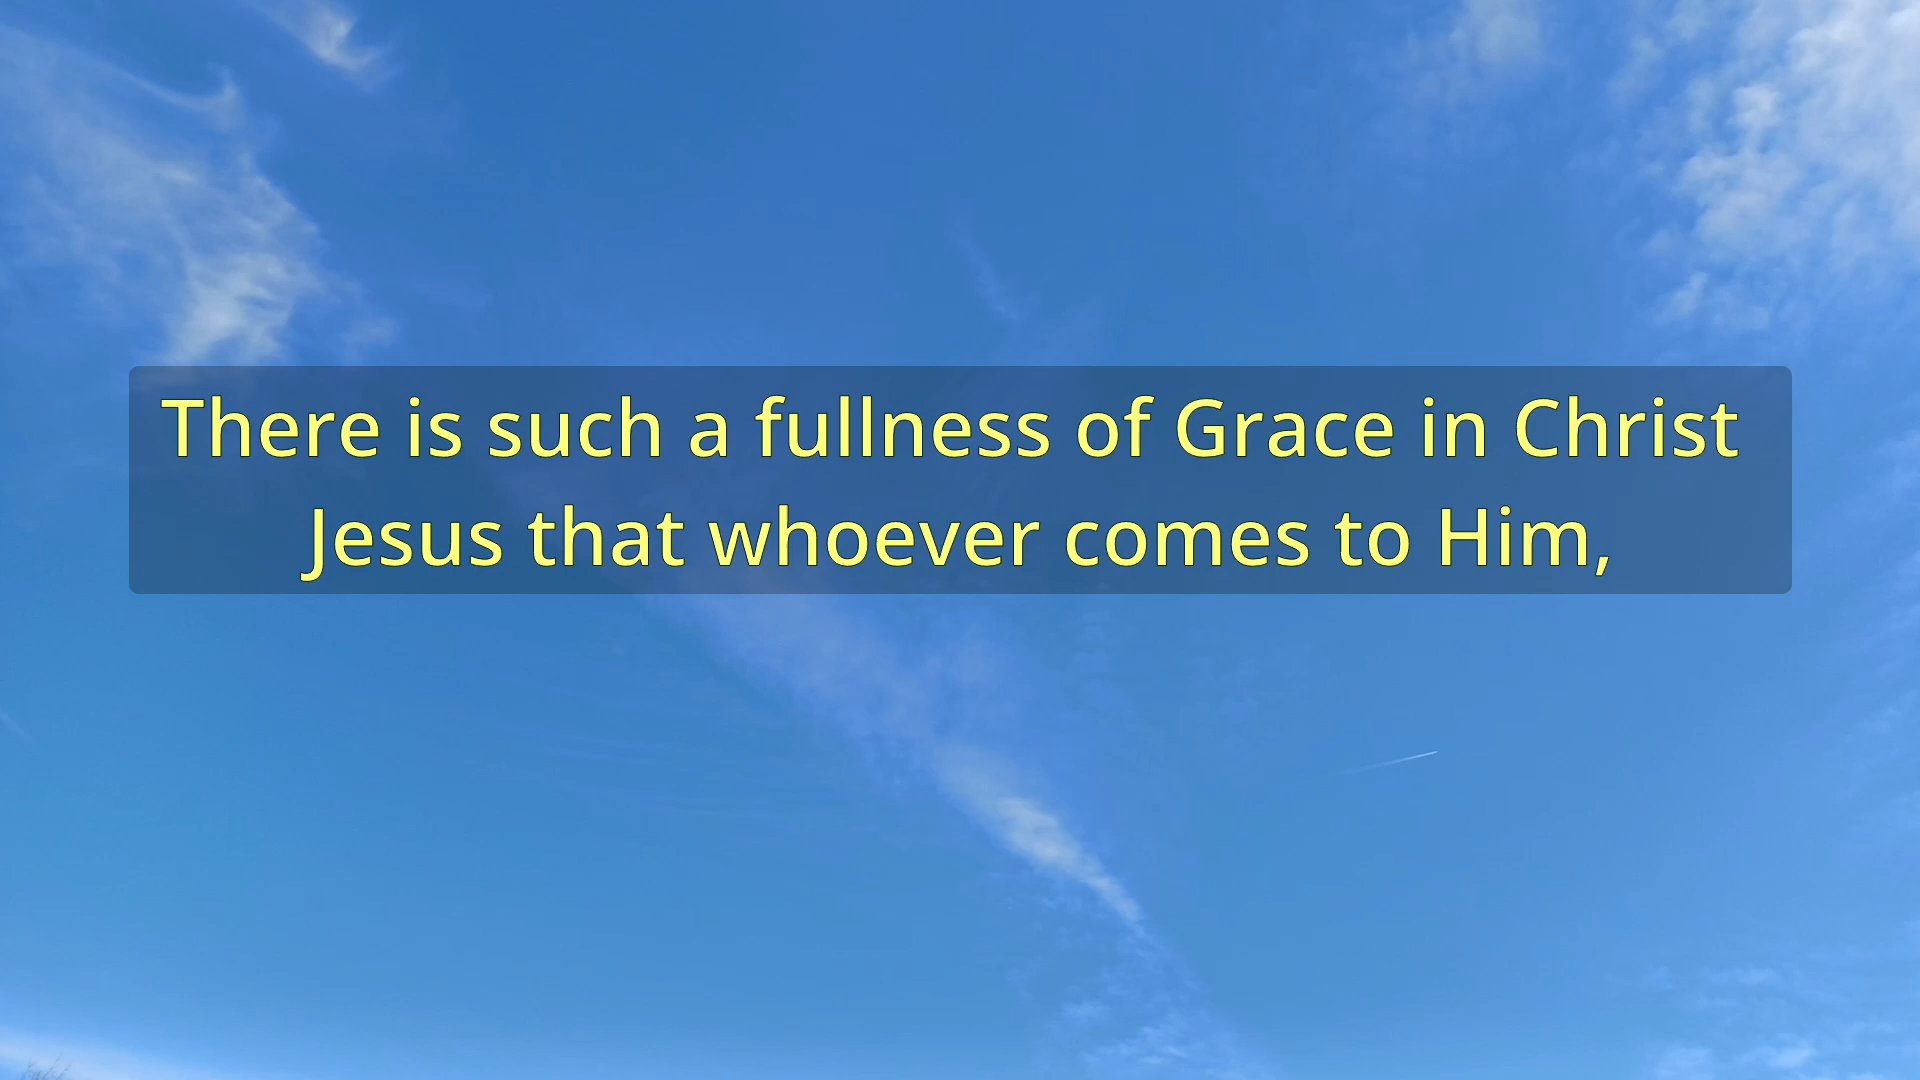 There is such a fullness of Grace in Christ
Jesus that whoever comes to Him,